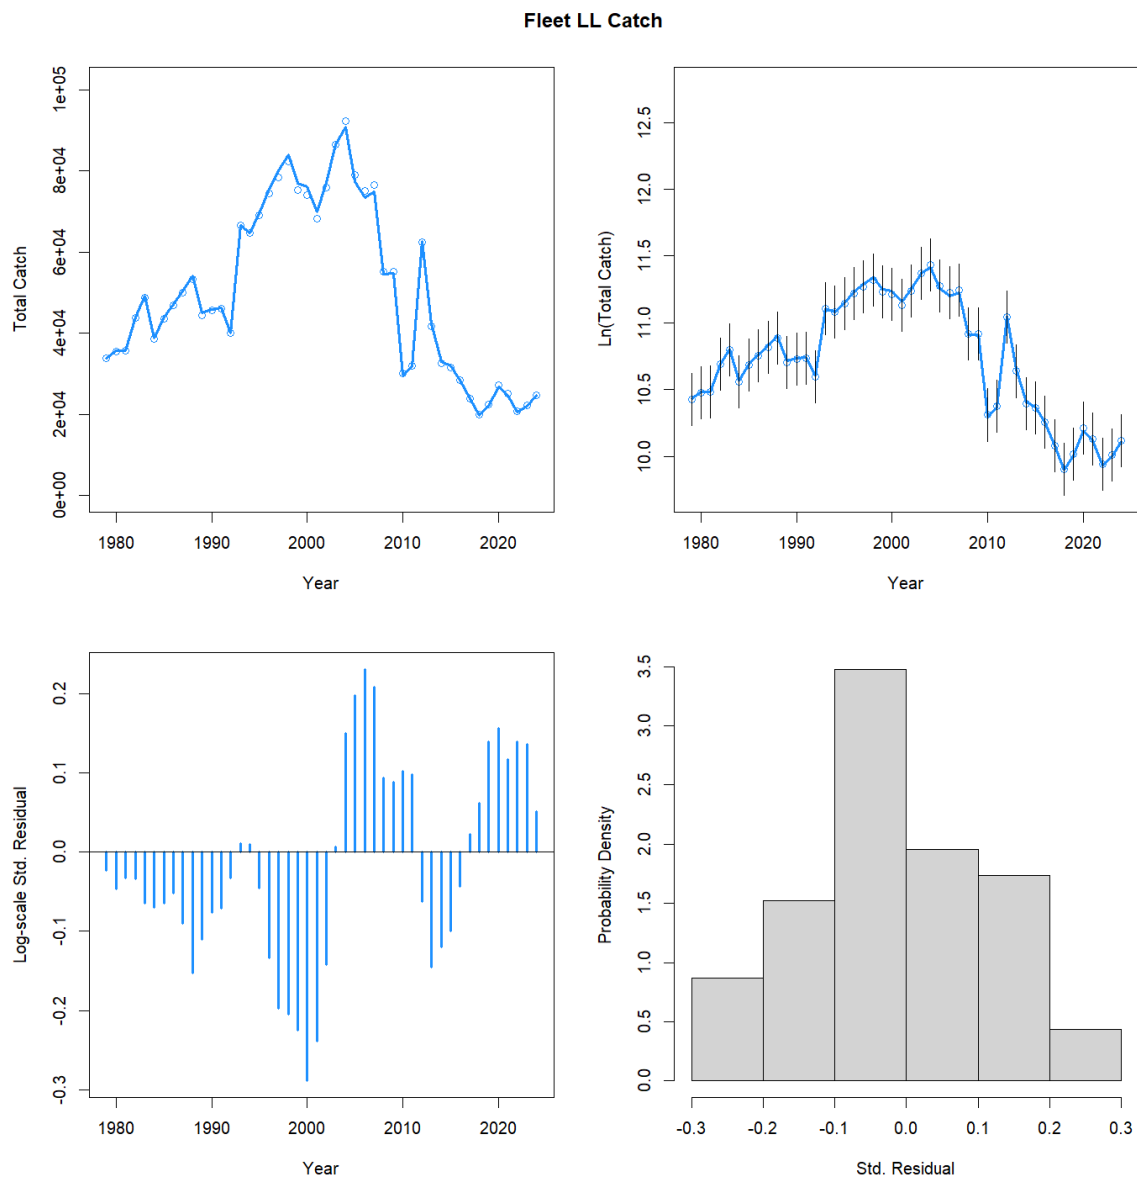 Fleet LL Catch
Total Catch
0e+00 2e+04 4e+04 6e+04 8e+04 1e+05
1980 1990 2000 2010 2020
Year
Ln(Total Catch)
10.0 10.5 11.0 11.5 12.0 12.5
1980 1990 2000 2010 2020
Year
Log-scale Std. Residual
-0.3 -0.2 -0.1 0.0 0.1 0.2
1980 1990 2000 2010 2020
Year
Probability Density
0.0 0.5 1.0 1.5 2.0 2.5 3.0 3.5
-0.3 -0.2 -0.1 0.0 0.1 0.2 0.3
Std. Residual